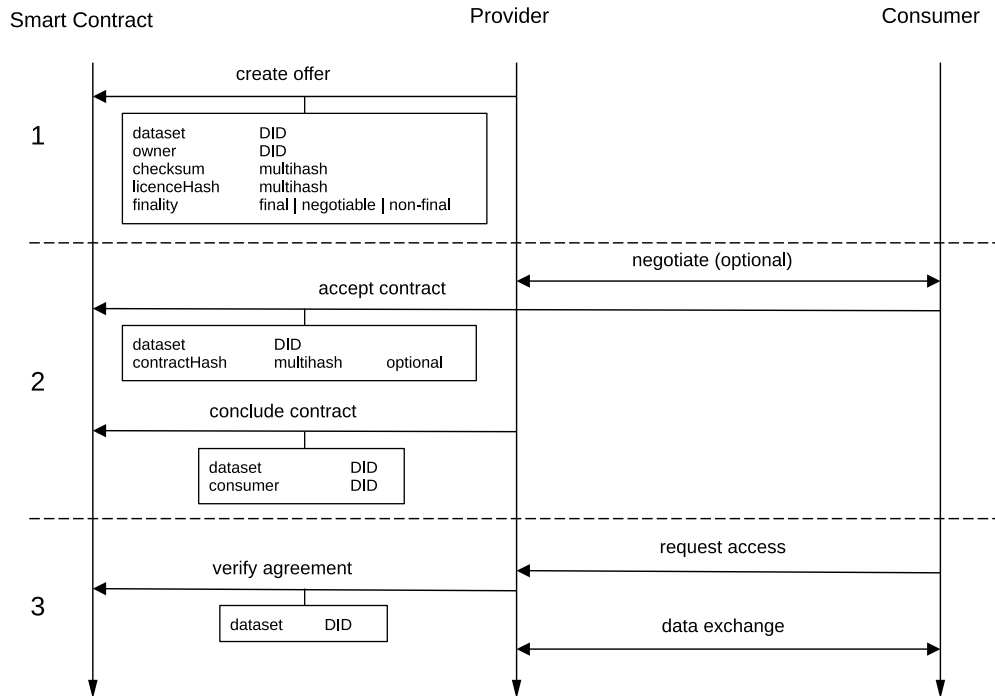 Smart Contract Provider Consumer
create offer
1
dataset DID
owner DID
checksum multihash
licenceHash multihash
finality final | negotiable | non-final
negotiate (optional)
accept contract
dataset DID
contractHash multihash optional
2
conclude contract
dataset DID
consumer DID
request access
verify agreement
3
dataset DID
data exchange